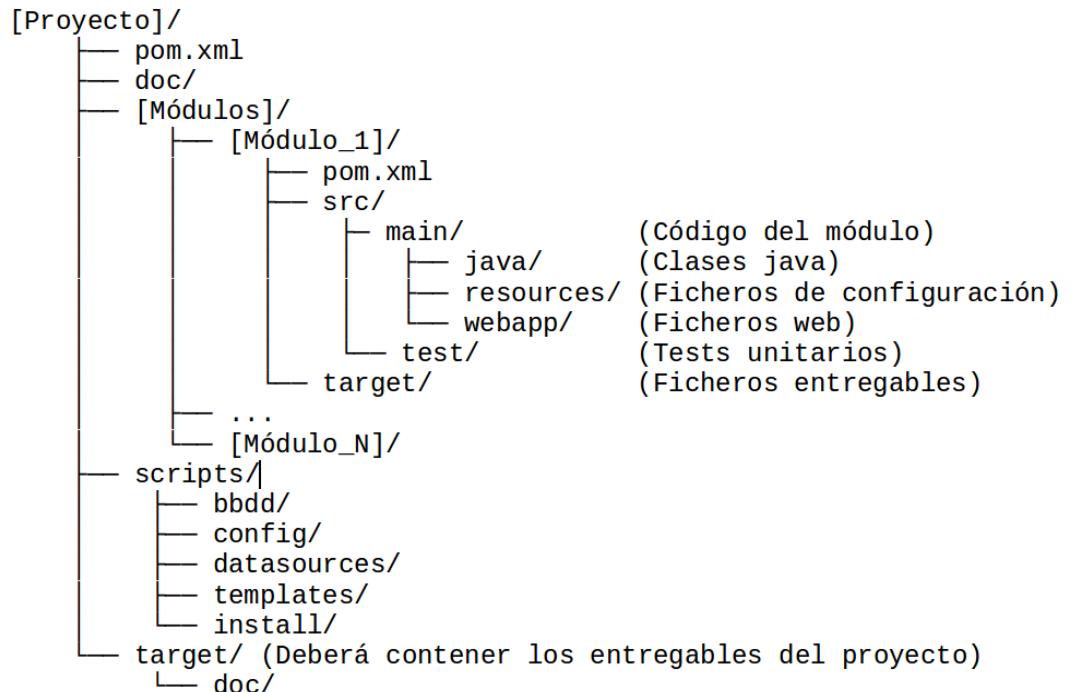 [Proyecto]/
├── pom.xml
├── doc/
├── [Módulos]/
├── [Módulo_1]/
├── pom.xml
├── src/
├─ main/ (Código del módulo)
├── java/ (Clases java)
├── resources/ (Ficheros de configuración)
└── webapp/ (Ficheros web)
└── test/ (Tests unitarios)
└── target/ (Ficheros entregables)
├── ...
└── [Módulo_N]/
├── scripts/
├── bbdd/
├── config/
├── datasources/
├── templates/
└── install/
└── target/ (Deberá contener los entregables del proyecto)
└── doc/